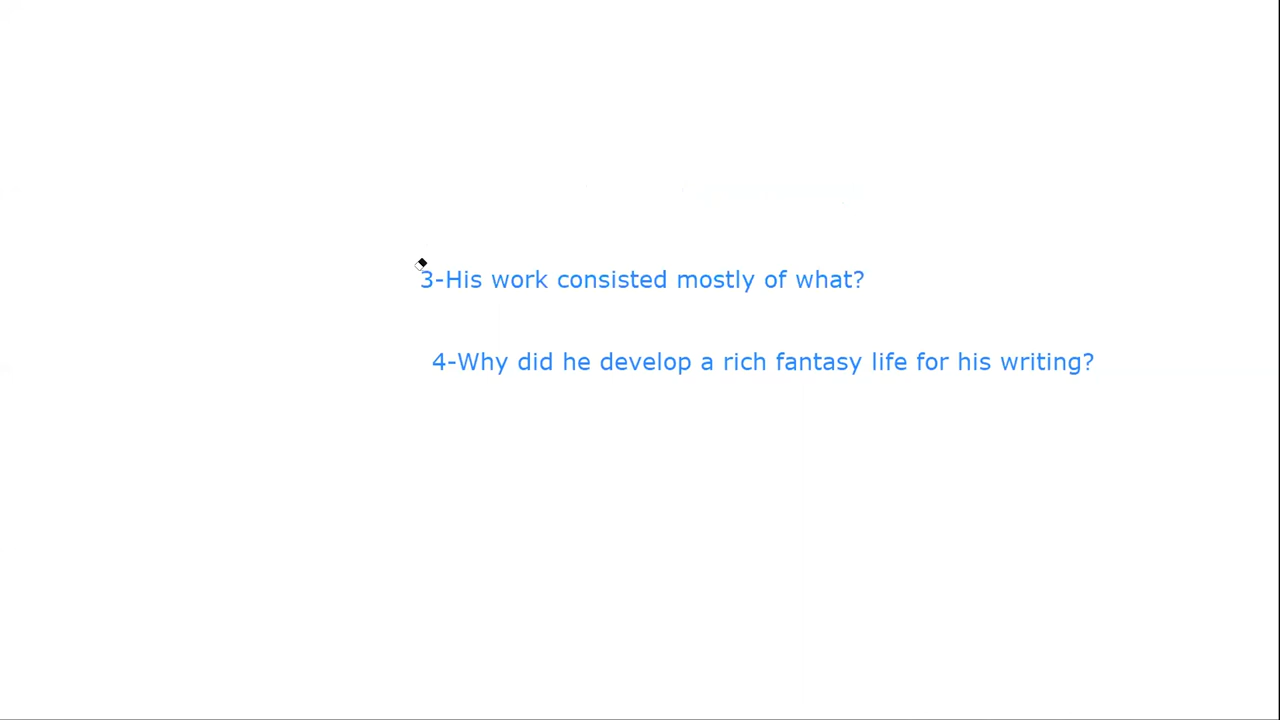 3-His work consisted mostly of what?
4-Why did he develop a rich fantasy life for his writing?